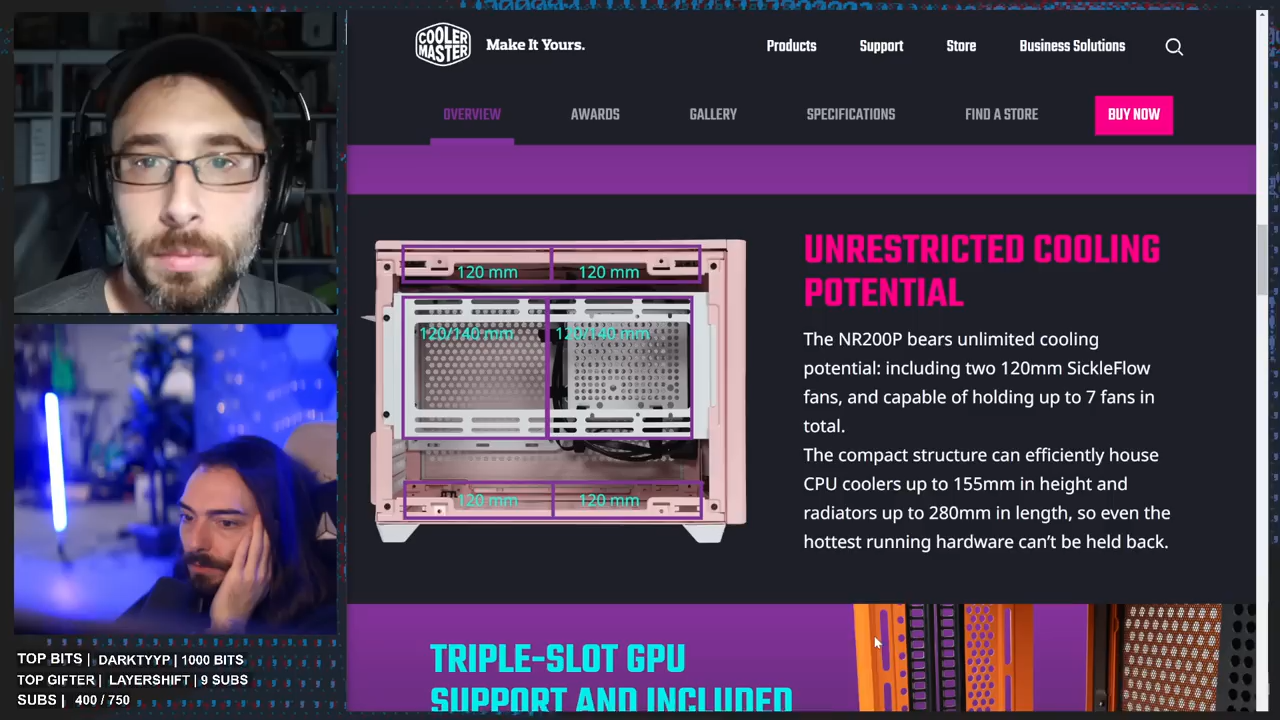 COOLER
MASTER
Make It Yours.
Products
Support
Store
Business Solutions
OVERVIEW
AWARDS
GALLERY
SPECIFICATIONS
FIND A STORE
BUY NOW
120 mm
120 mm
120/140 mm
120/140 mm
120 mm
120 mm
UNRESTRICTED COOLING
POTENTIAL
The NR200P bears unlimited cooling
potential: including two 120mm SickleFlow
fans, and capable of holding up to 7 fans in
total.
The compact structure can efficiently house
CPU coolers up to 155mm in height and
radiators up to 280mm in length, so even the
hottest running hardware can’t be held back.
TRIPLE-SLOT GPU
SUPPORT AND INCLUDED
TOP BITS | DARKTYYP | 1000 BITS
TOP GIFTER | LAYERSHIFT | 9 SUBS
SUBS | 400 / 750